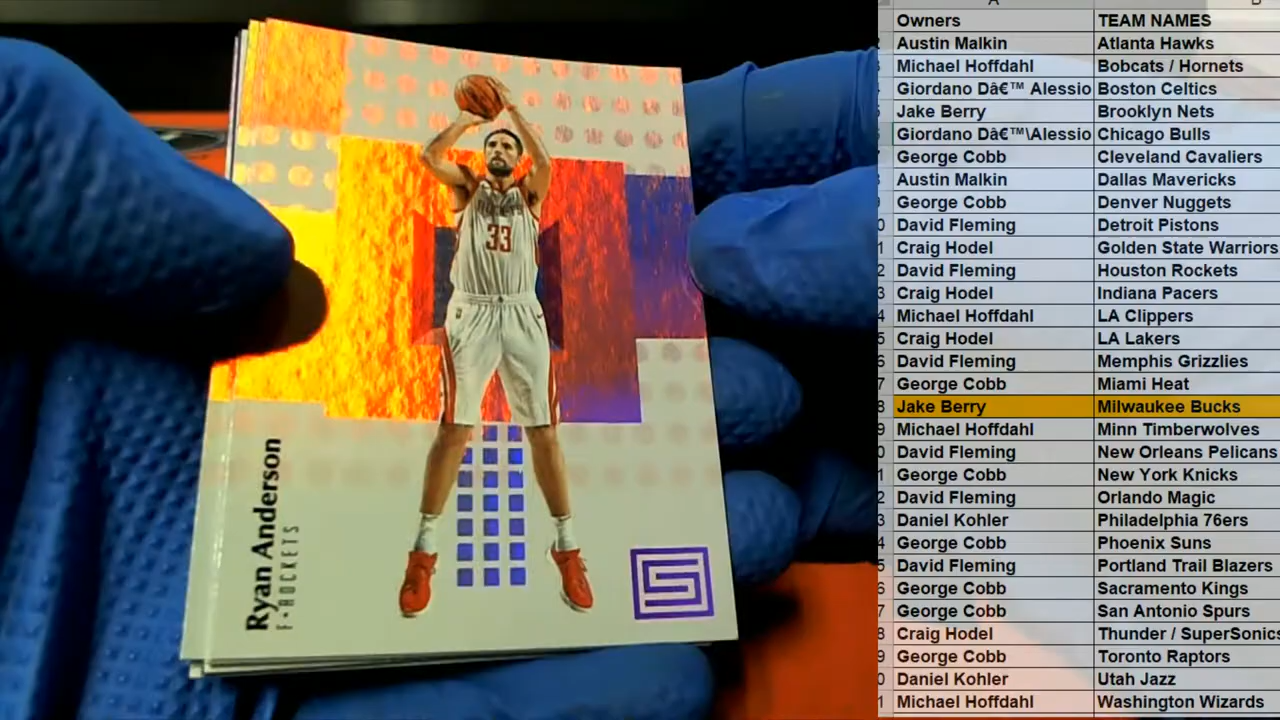 Ryan Anderson
F • ROCKETS
33
A B
Owners TEAM NAMES
Austin Malkin Atlanta Hawks
Michael Hoffdahl Bobcats / Hornets
Giordano Dâ€™ Alessio Boston Celtics
Jake Berry Brooklyn Nets
Giordano Dâ€™\Alessio Chicago Bulls
George Cobb Cleveland Cavaliers
Austin Malkin Dallas Mavericks
George Cobb Denver Nuggets
David Fleming Detroit Pistons
Craig Hodel Golden State Warriors
David Fleming Houston Rockets
Craig Hodel Indiana Pacers
Michael Hoffdahl LA Clippers
Craig Hodel LA Lakers
David Fleming Memphis Grizzlies
George Cobb Miami Heat
Jake Berry Milwaukee Bucks
Michael Hoffdahl Minn Timberwolves
David Fleming New Orleans Pelicans
George Cobb New York Knicks
David Fleming Orlando Magic
Daniel Kohler Philadelphia 76ers
George Cobb Phoenix Suns
David Fleming Portland Trail Blazers
George Cobb Sacramento Kings
George Cobb San Antonio Spurs
Craig Hodel Thunder / SuperSonics
George Cobb Toronto Raptors
Daniel Kohler Utah Jazz
Michael Hoffdahl Washington Wizards